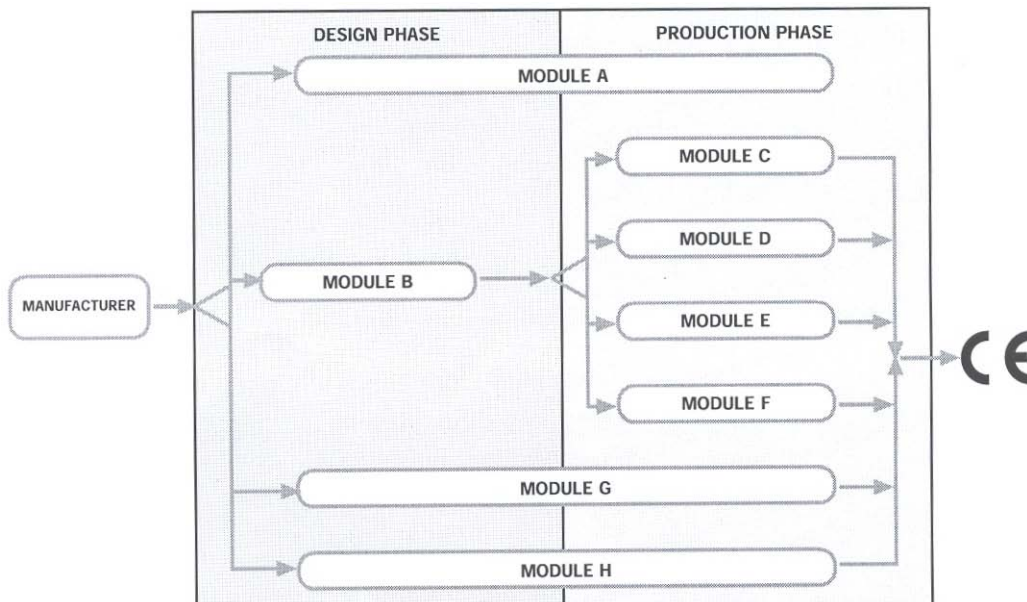 DESIGN PHASE
PRODUCTION PHASE
MODULE A
MODULE C
MODULE D
MODULE B
MANUFACTURER
MODULE E
CE
MODULE F
MODULE G
MODULE H